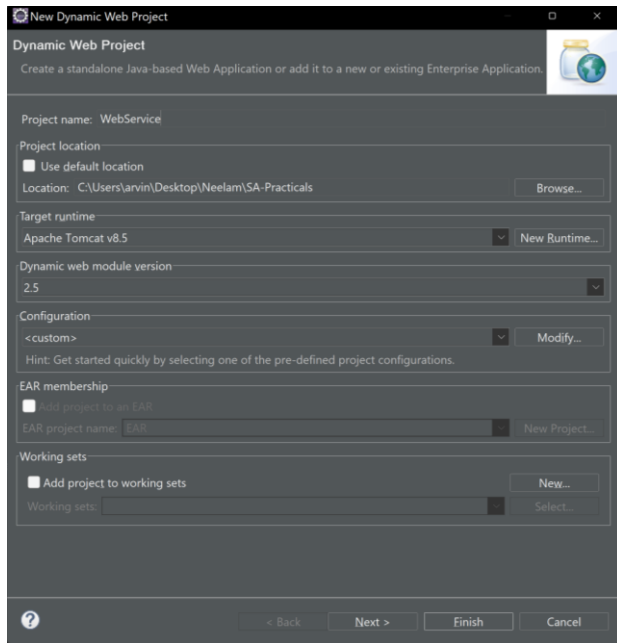 New Dynamic Web Project
Dynamic Web Project
Create a standalone Java-based Web Application or add it to a new or existing Enterprise Application.
Project name: WebService
Project location
Use default location
Location: C:\Users\arvin\Desktop\Neelam\SA-Practicals Browse...
Target runtime
Apache Tomcat v8.5 New Runtime...
Dynamic web module version
2.5
Configuration
<custom> Modify...
Hint: Get started quickly by selecting one of the pre-defined project configurations.
EAR membership
Add project to an EAR
EAR project name: EAR New Project...
Working sets
Add project to working sets New...
Working sets: Select...
? < Back Next > Finish Cancel